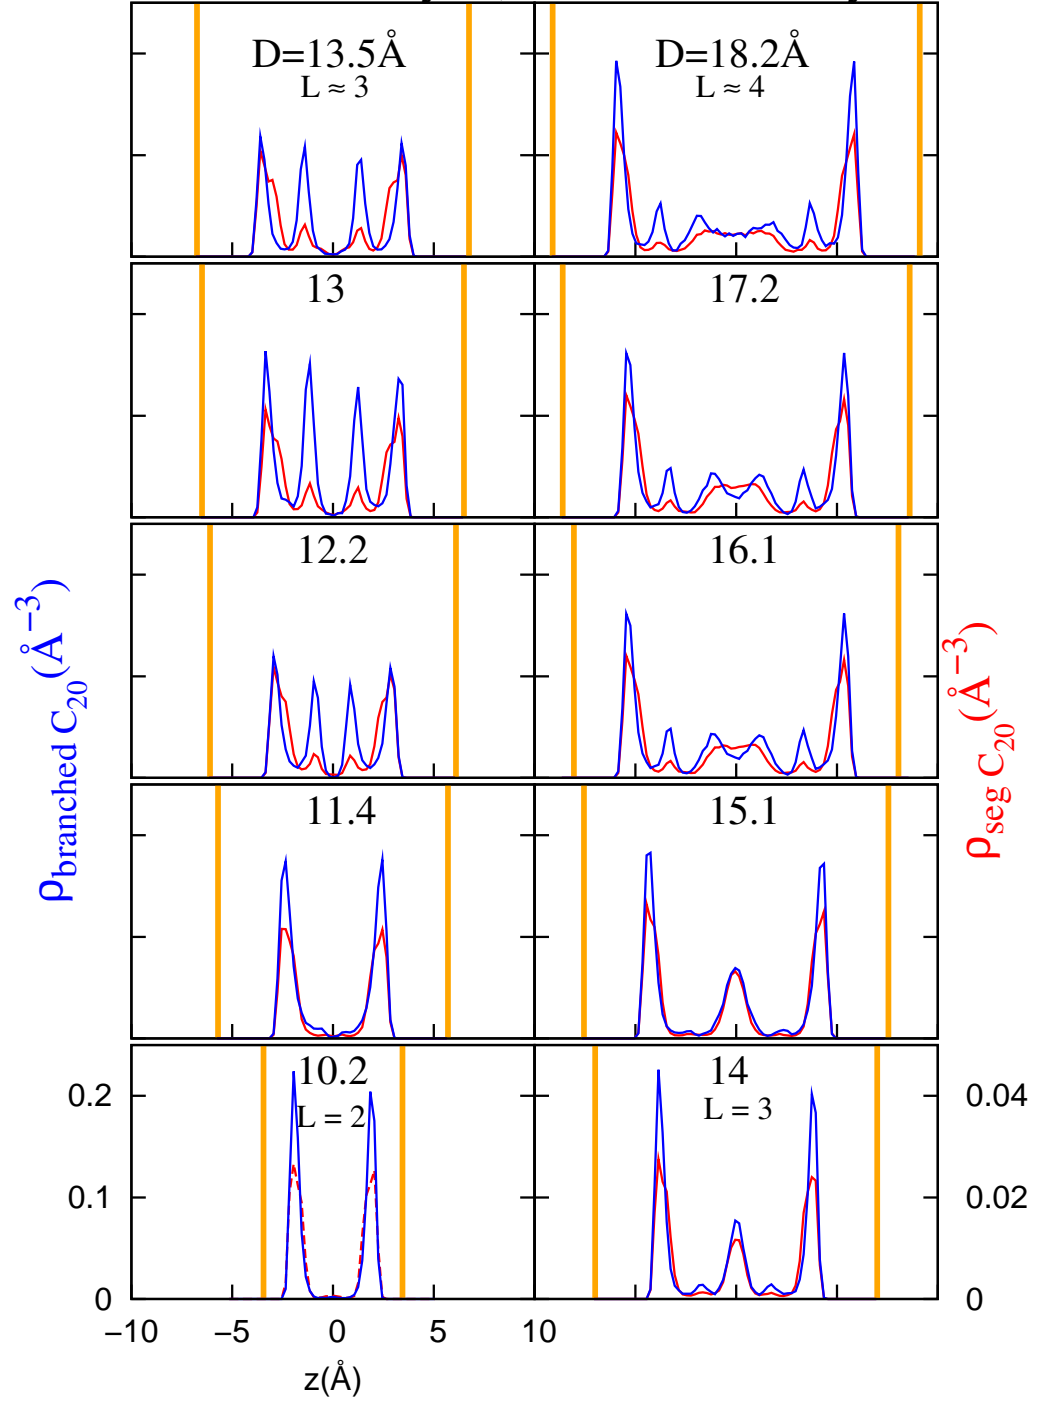 D=13.5Å
L ≈ 3
D=18.2Å
L ≈ 4
13
17.2
12.2
16.1
ρbranched C20(Å−3)
ρseg C20(Å−3)
11.4
15.1
10.2
L = 2
14
L = 3
0.2
0.1
0
0.04
0.02
0
−10
−5
0
5
10
z(Å)